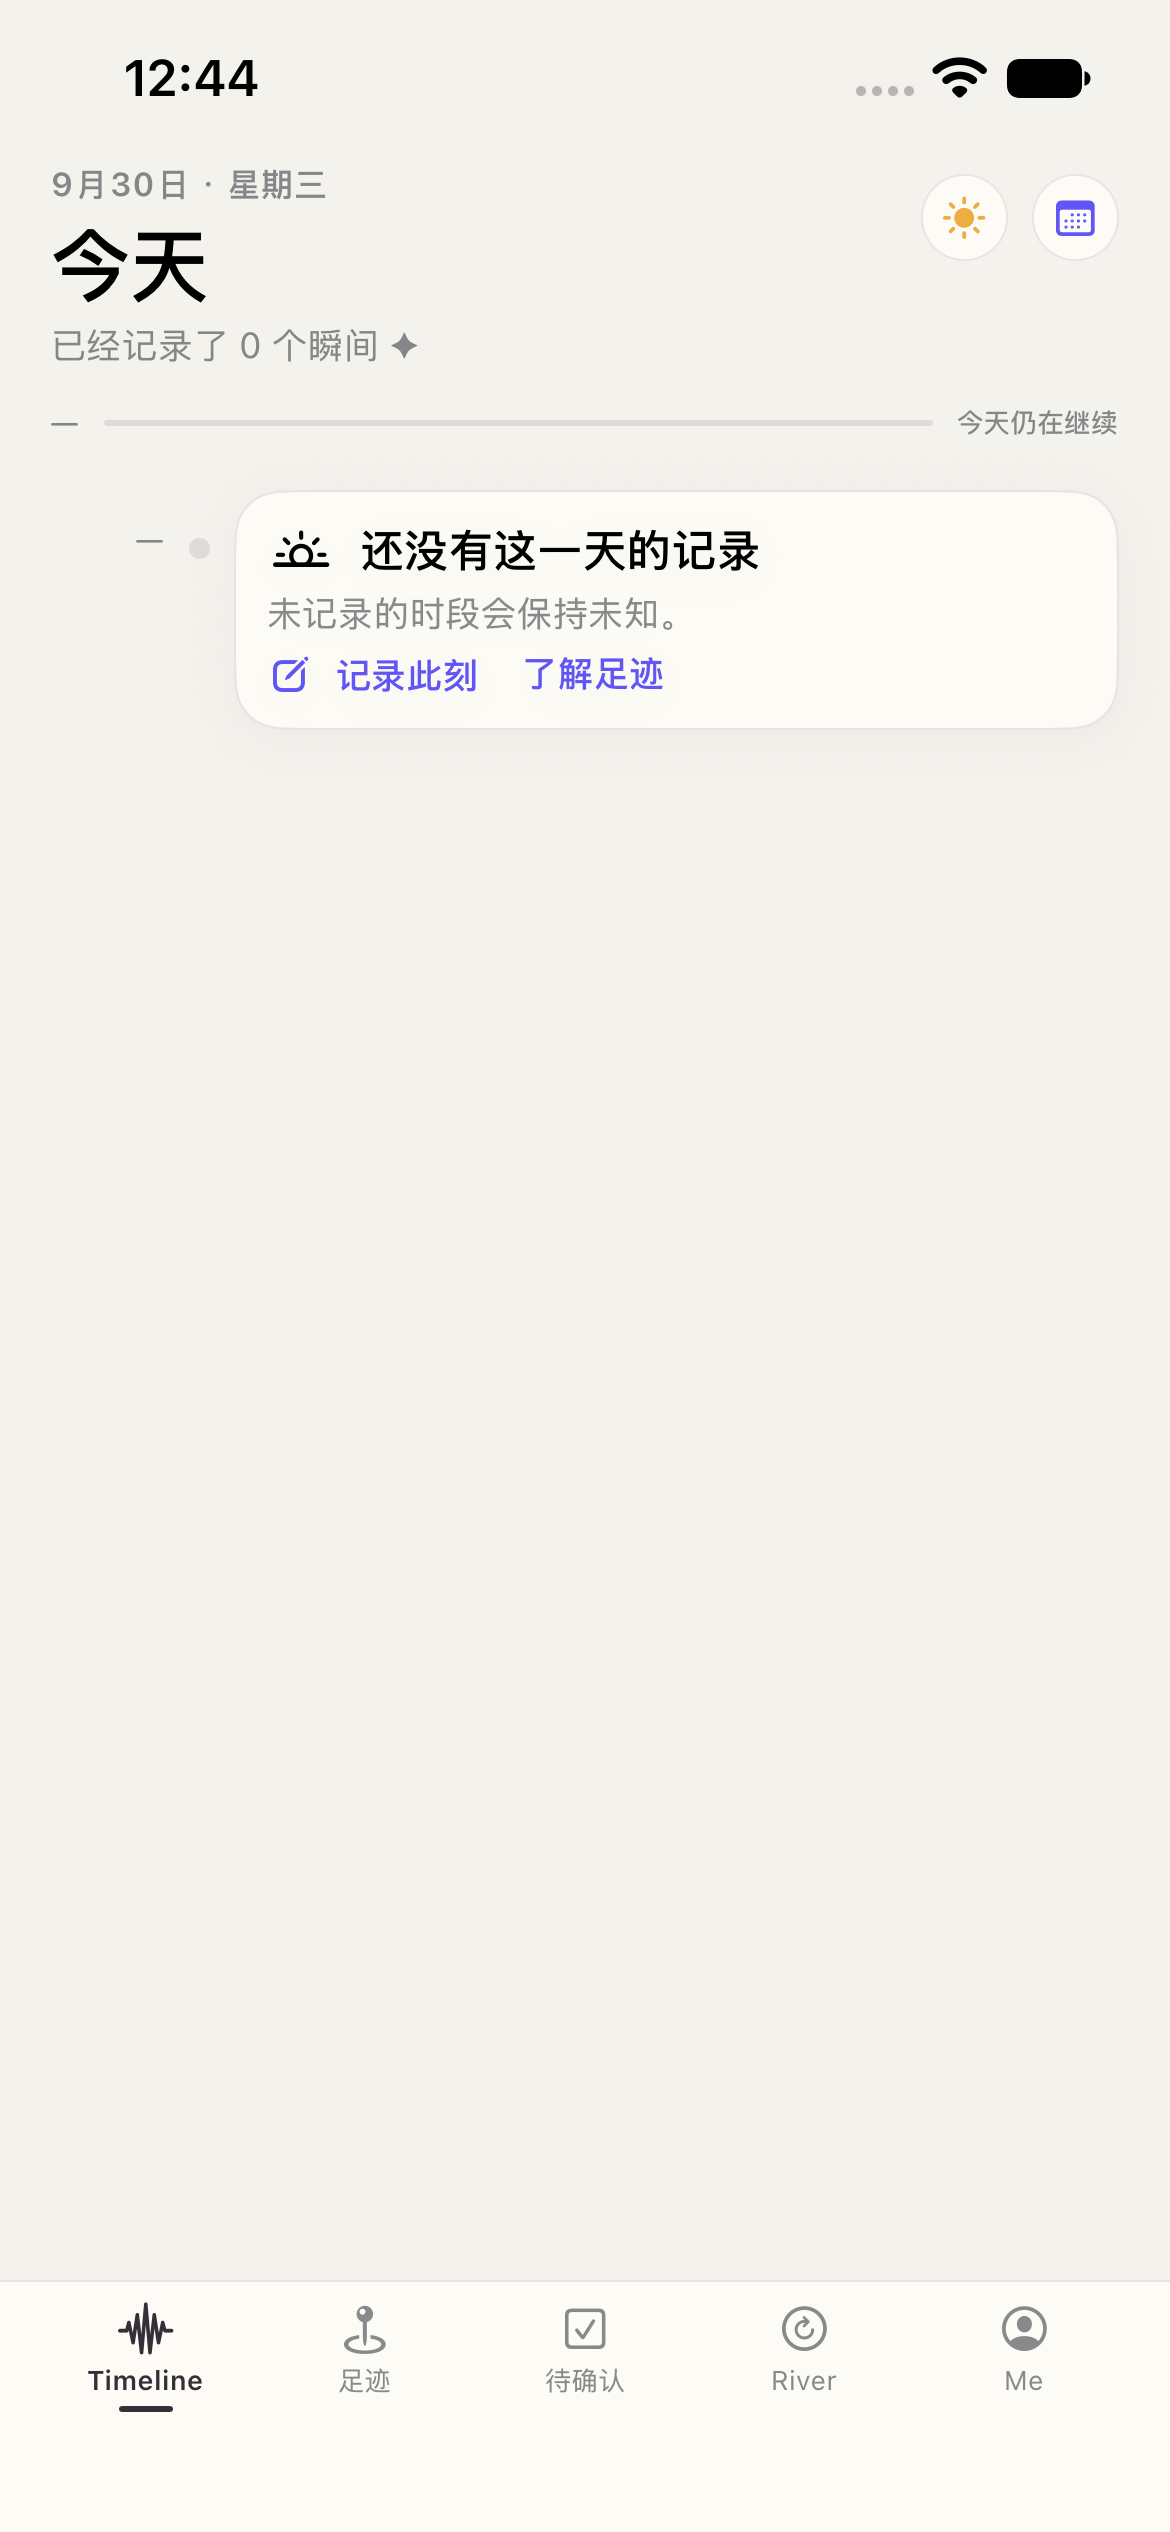 12:44
9月30日 · 星期三
今天
已经记录了 0 个瞬间 ✦
— 今天仍在继续
— 还没有这一天的记录
未记录的时段会保持未知。
记录此刻 了解足迹
Timeline 足迹 待确认 River Me